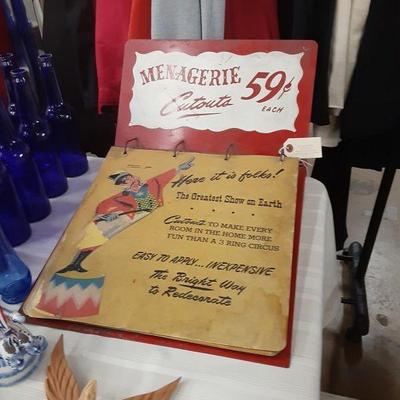 MENAGERIE
Cutouts 59¢
EACH
Here it is folks!
The Greatest Show on Earth
Cutouts TO MAKE EVERY
ROOM IN THE HOME MORE
FUN THAN A 3 RING CIRCUS
EASY TO APPLY... INEXPENSIVE
The Bright Way
to Redecorate